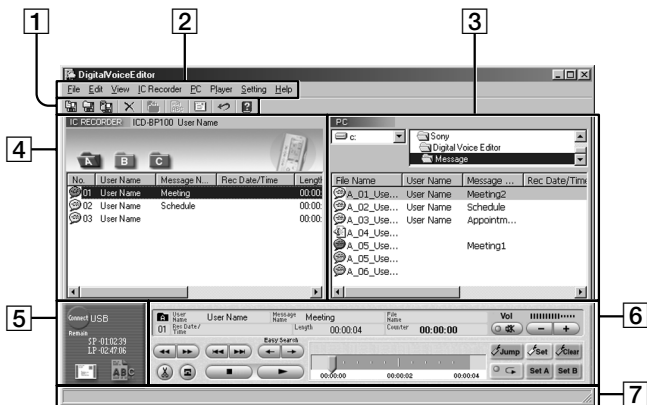 1
2
3
DigitalVoiceEditor
File Edit View IC Recorder PC Player Setting Help
4
IC RECORDER ICD-BP100 User Name
A B C
No. User Name Message N... Rec Date/Time Length
01 User Name Meeting 00:00:
02 User Name Schedule 00:00:
03 User Name 00:00:
PC
c:
Sony
Digital Voice Editor
Message
File Name User Name Message ... Rec Date/Time
A_01_Use... User Name Meeting2
A_02_Use... User Name Schedule
A_03_Use... User Name Appointm...
A_04_Use...
A_05_Use... Meeting1
A_05_Use...
A_06_Use...
5
Connect USB
Remain
SP -01:02:39
LP -02:47:06
ABC
A User Name User Name Message Name Meeting File Name
01 Rec Date/Time Length 00:00:04 Counter 00:00:00
Vol
- +
Easy Search
- +
00:00:00 00:00:02 00:00:04
Jump Set Clear
Set A Set B
6
7